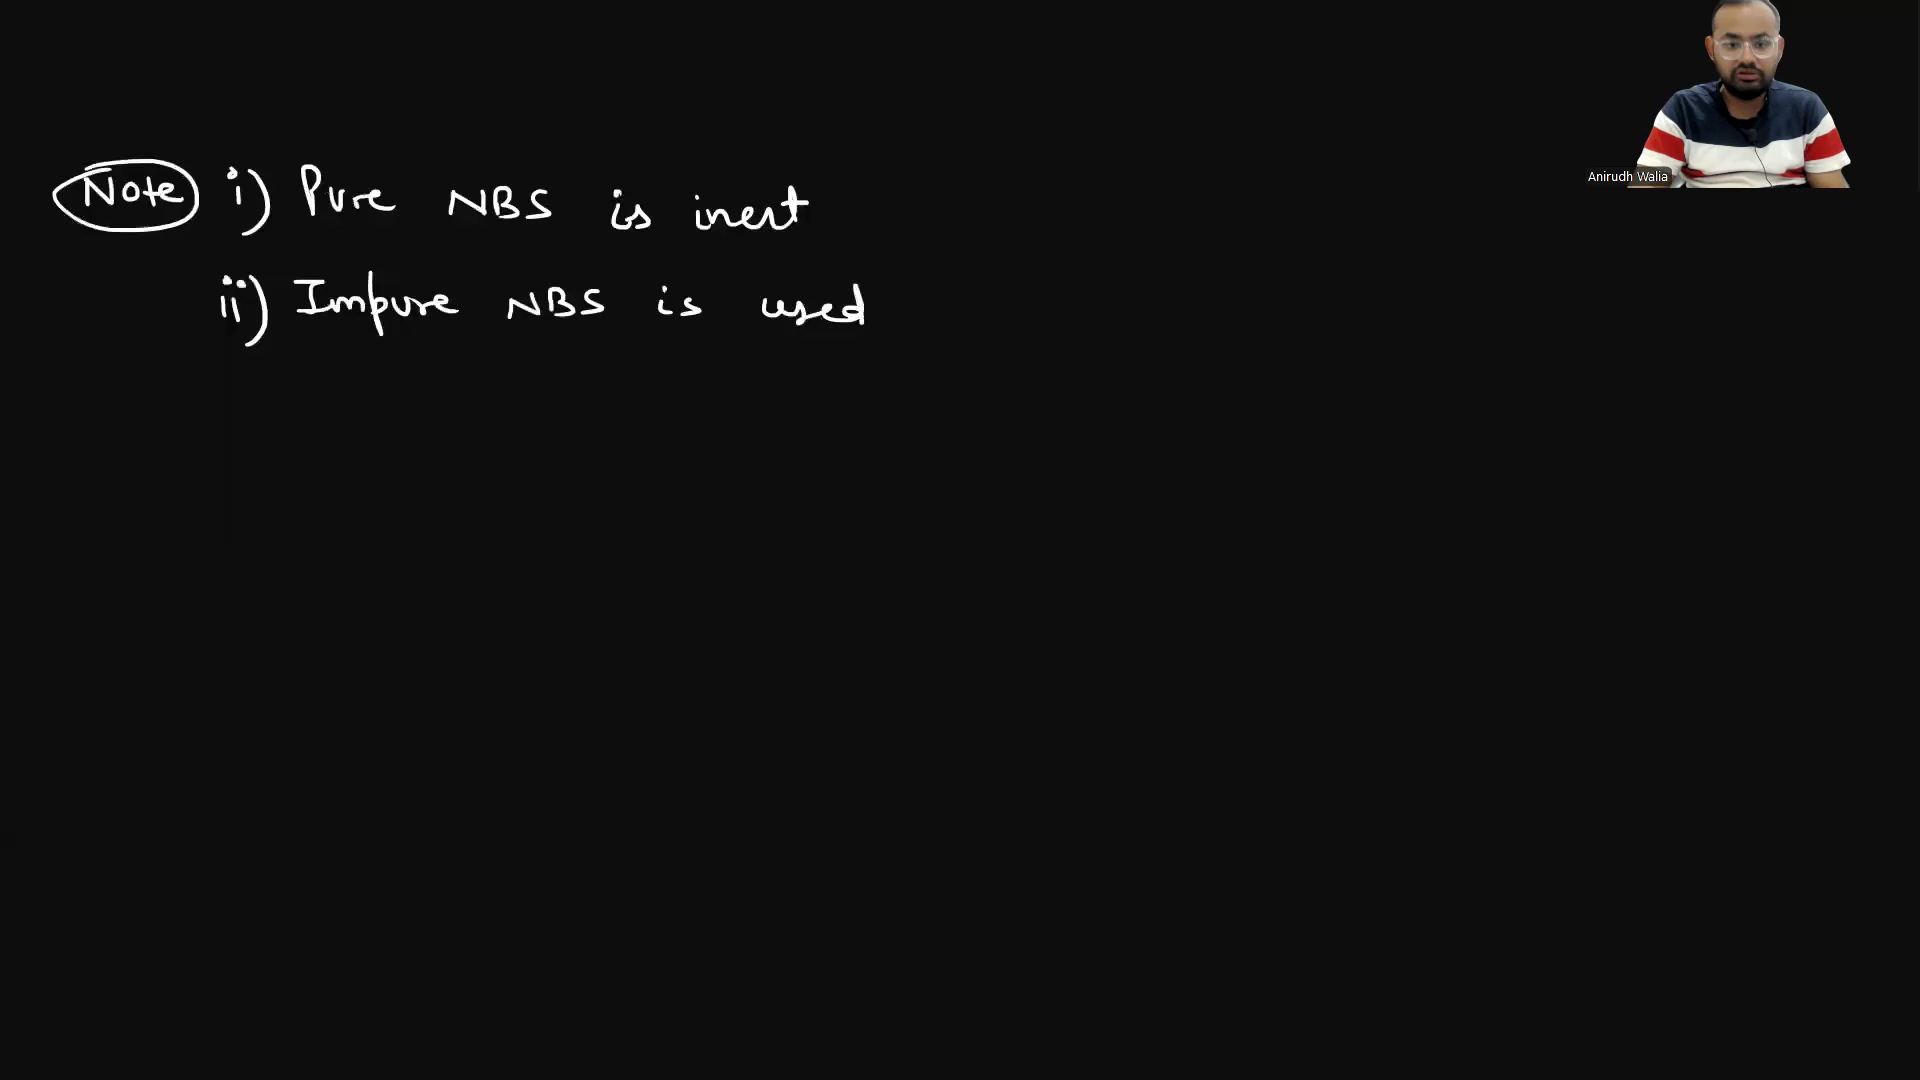 Anirudh Walia
Note i) Pure NBS is inert
ii) Impure NBS is used